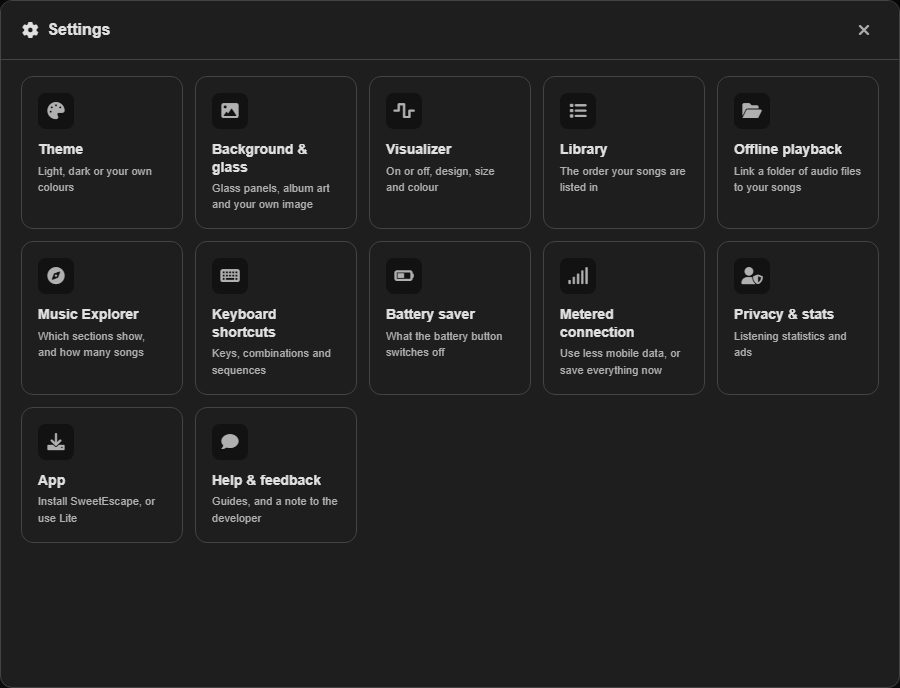 Settings
Theme
Light, dark or your own
colours
Background &
glass
Glass panels, album art
and your own image
Visualizer
On or off, design, size
and colour
Library
The order your songs are
listed in
Offline playback
Link a folder of audio files
to your songs
Music Explorer
Which sections show,
and how many songs
Keyboard
shortcuts
Keys, combinations and
sequences
Battery saver
What the battery button
switches off
Metered
connection
Use less mobile data, or
save everything now
Privacy & stats
Listening statistics and
ads
App
Install SweetEscape, or
use Lite
Help & feedback
Guides, and a note to the
developer